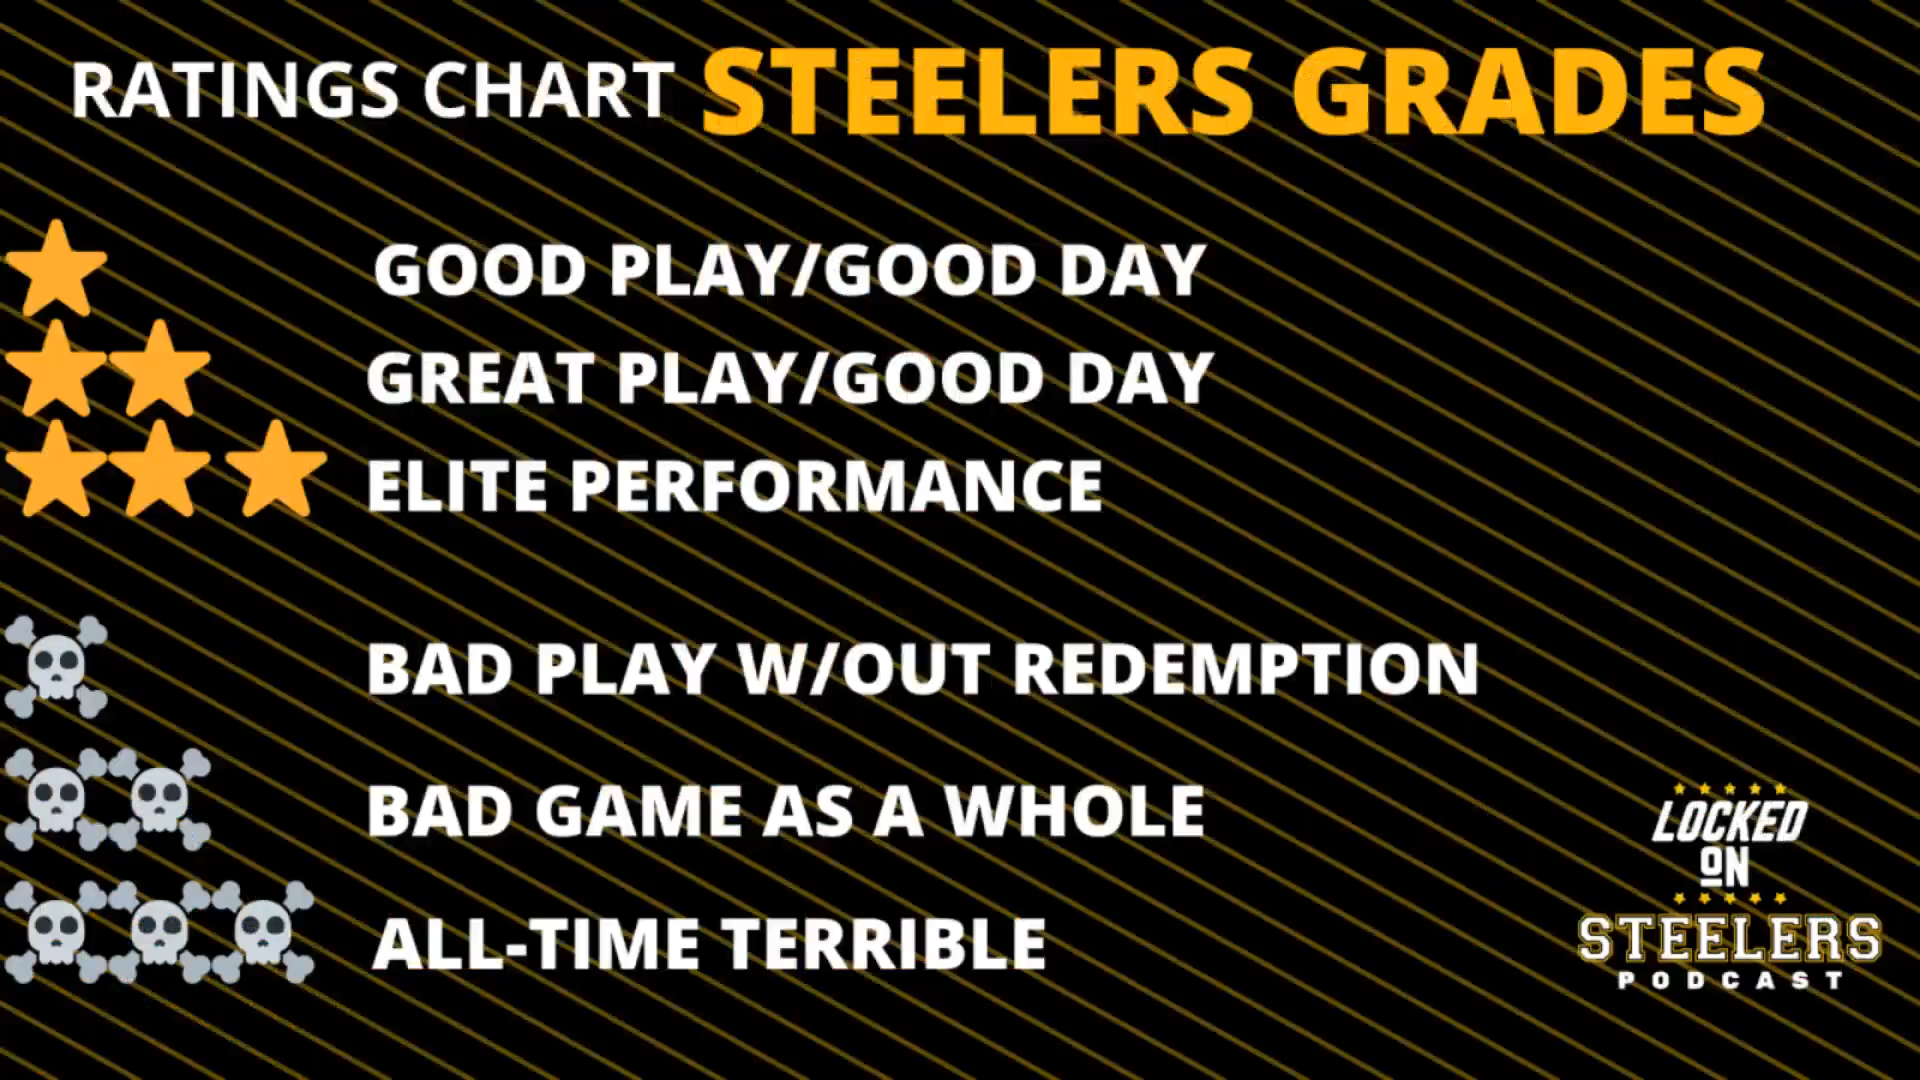 RATINGS CHART STEELERS GRADES
GOOD PLAY/GOOD DAY
GREAT PLAY/GOOD DAY
ELITE PERFORMANCE
BAD PLAY W/OUT REDEMPTION
BAD GAME AS A WHOLE
ALL-TIME TERRIBLE
LOCKED
ON
STEELERS
PODCAST